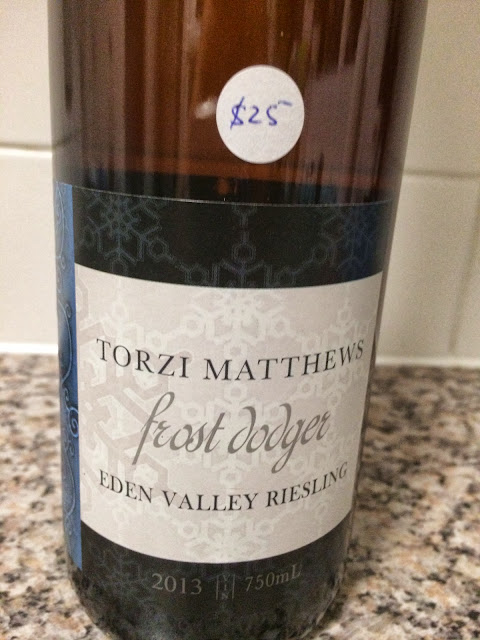 $25
TORZI MATTHEWS
frost dodger
EDEN VALLEY RIESLING
2013 750mL